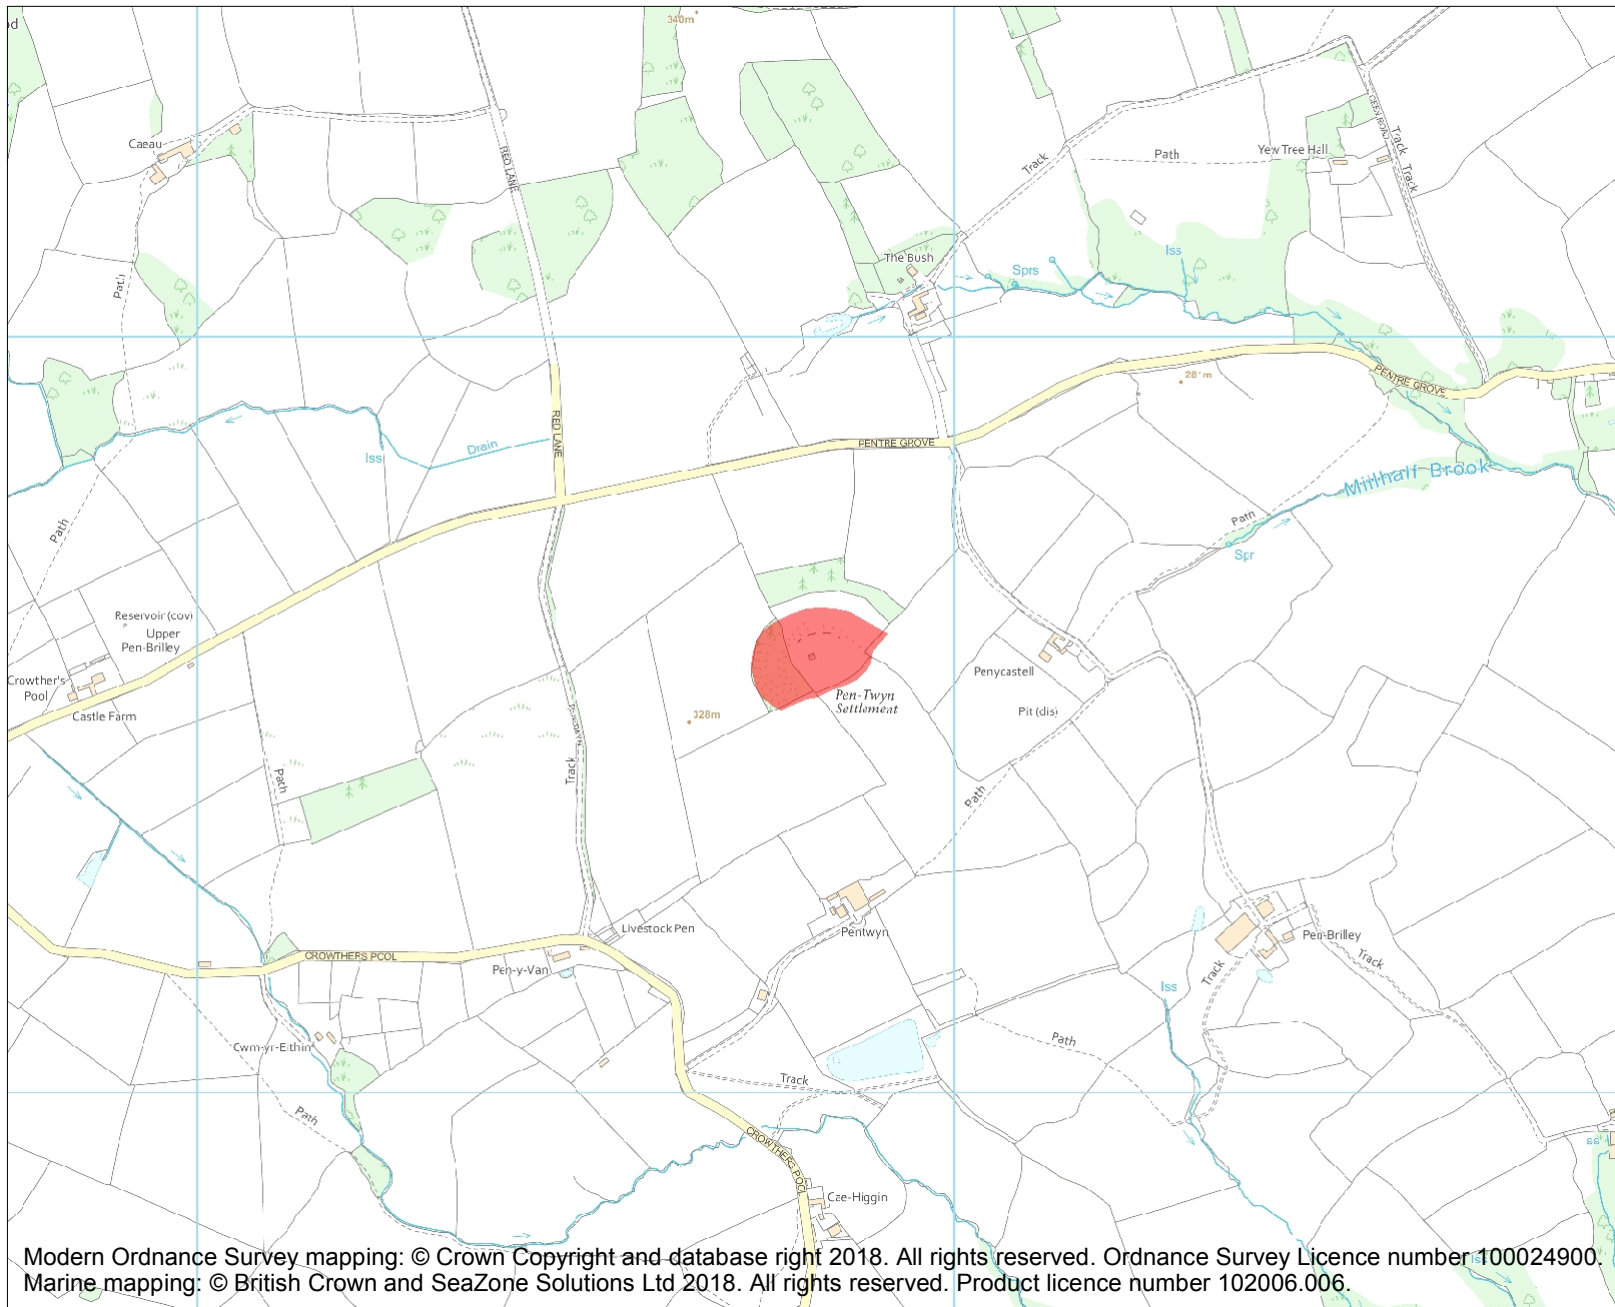 340m
Caeau
RED LANE
Track
Path
Yew Tree Hall
Track
Track
Path
The Bush
Sprs
Iss
281m
PENTRE GROVE
RED LANE
PENTRE GROVE
Drain
Iss
Millhalf Brook
Path
Path
Spr
Reservoir (cov)
Upper
Pen-Brilley
Crowther's
Pool
Castle Farm
Penycastell
Pen-Twyn
Settlement
328m
Pit (dis)
Path
Track
Path
Livestock Pen
Pentwyn
Pen-Brilley
CROWTHERS POOL
Pen-y-Van
Track
Track
Iss
Cwm-yr-Eithin
Path
Track
Path
CROWTHERS POOL
Cae-Higgin
Iss
Modern Ordnance Survey mapping: © Crown Copyright and database right 2018. All rights reserved. Ordnance Survey Licence number 100024900.
Marine mapping: © British Crown and SeaZone Solutions Ltd 2018. All rights reserved. Product licence number 102006.006.